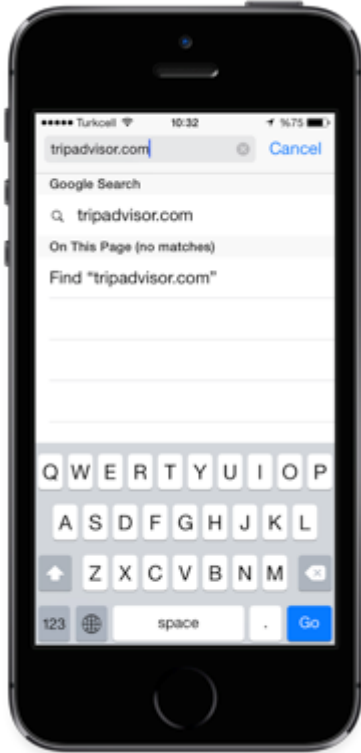 Turkcell 10:32 %75
tripadvisor.com Cancel
Google Search
tripadvisor.com
On This Page (no matches)
Find “tripadvisor.com”
Q W E R T Y U I O P
A S D F G H J K L
Z X C V B N M
123 space . Go